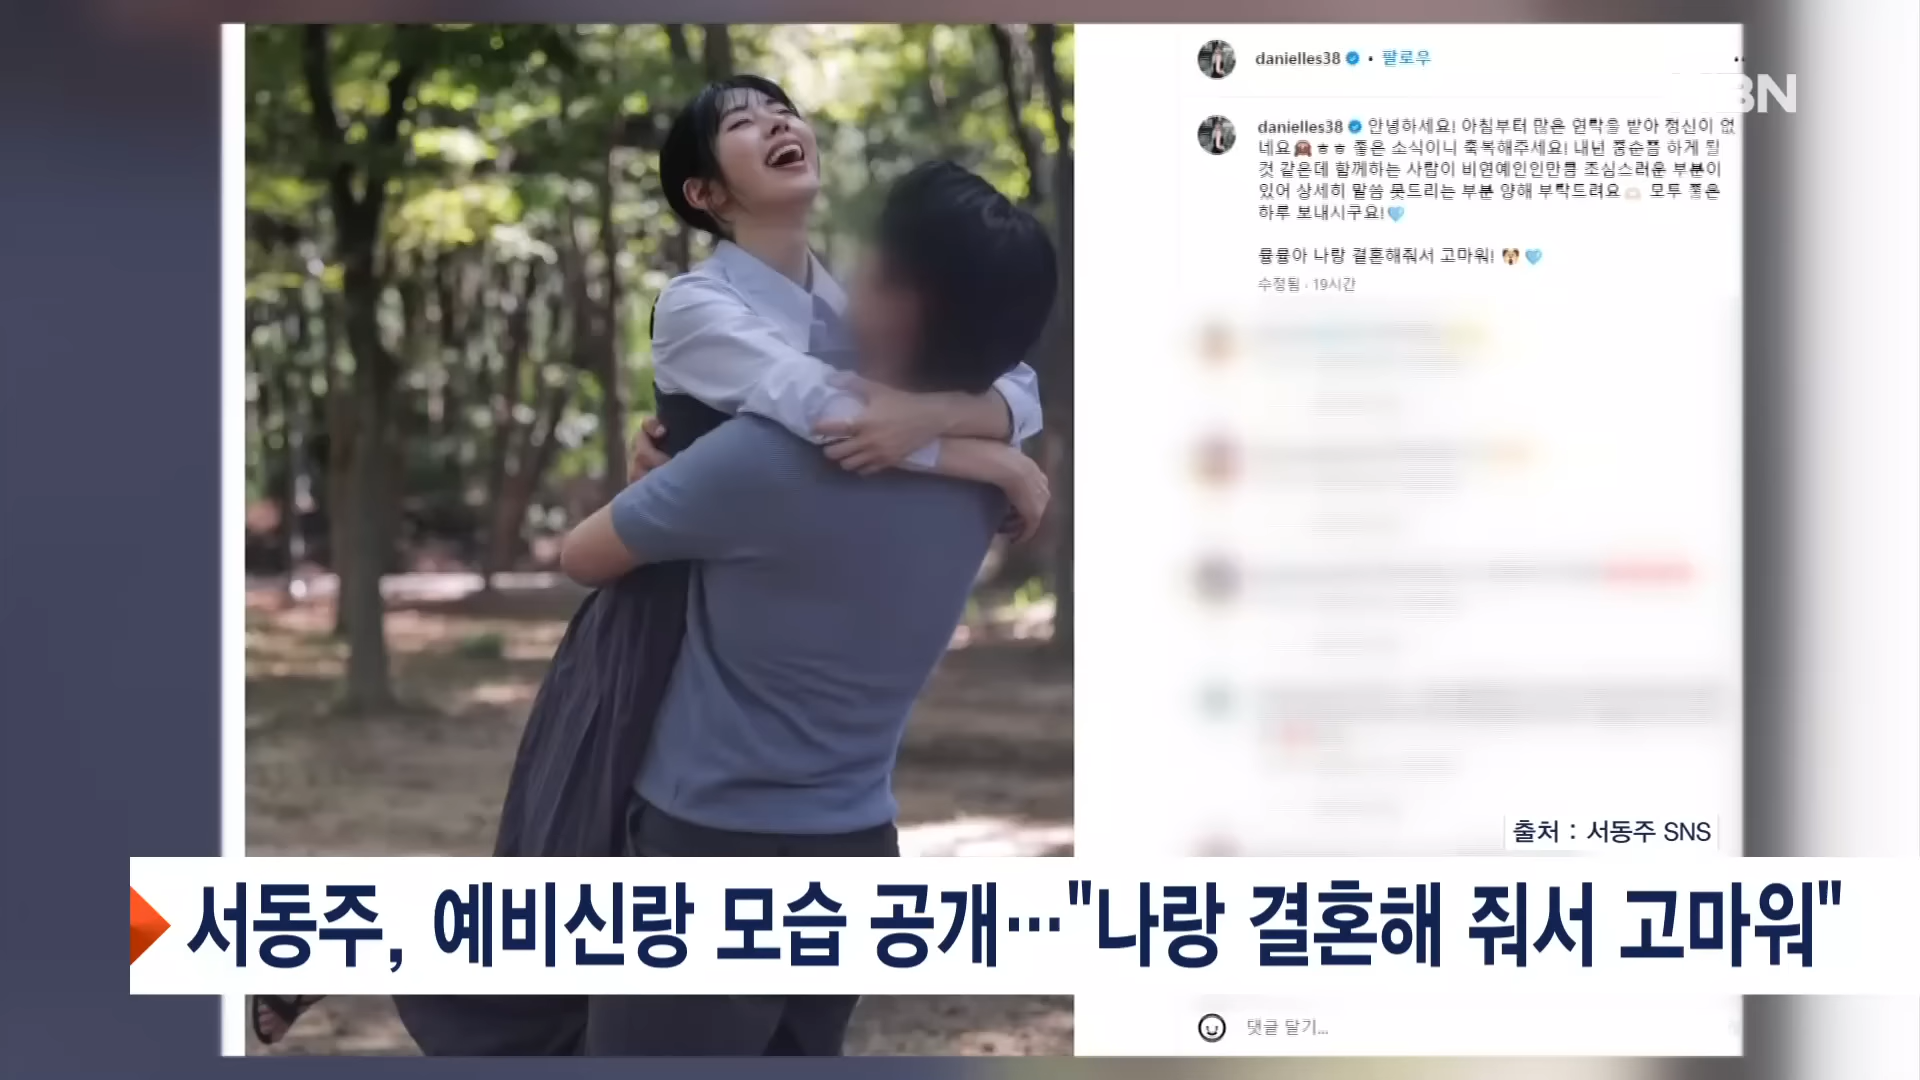 danielles38 • 팔로우
MBN
danielles38 안녕하세요! 아침부터 많은 연락을 받아 정신이 없
네요🙈ㅎㅎ 좋은 소식이니 축복해주세요! 내년 중순쯤 하게 될
것 같은데 함께하는 사람이 비연예인인만큼 조심스러운 부분이
있어 상세히 말씀 못드리는 부분 양해 부탁드려요🫶🏻 모두 좋은
하루 보내시구요!🩵
뮹뮹아 나랑 결혼해줘서 고마워! 🐶🩵
수정됨 · 19시간
출처 : 서동주 SNS
서동주, 예비신랑 모습 공개…"나랑 결혼해 줘서 고마워"
댓글 달기...